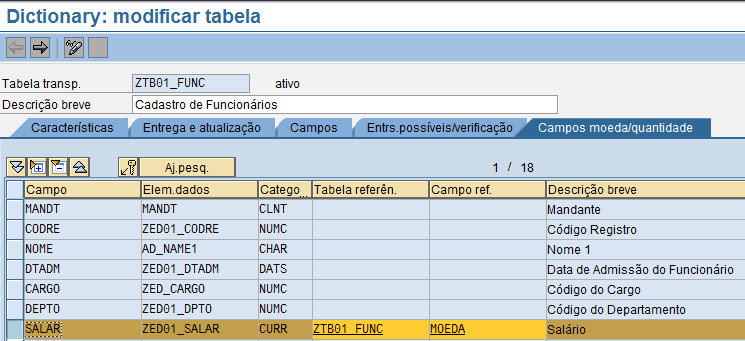 Dictionary: modificar tabela
Tabela transp. ZTB01_FUNC ativo
Descrição breve Cadastro de Funcionários
Características Entrega e atualização Campos Entrs.possíveis/verificação Campos moeda/quantidade
Aj.pesq. 1 / 18
Campo Elem.dados Catego... Tabela referên. Campo ref. Descrição breve
MANDT MANDT CLNT Mandante
CODRE ZED01_CODRE NUMC Código Registro
NOME AD_NAME1 CHAR Nome 1
DTADM ZED01_DTADM DATS Data de Admissão do Funcionário
CARGO ZED_CARGO NUMC Código do Cargo
DEPTO ZED01_DPTO NUMC Código do Departamento
SALAR ZED01_SALAR CURR ZTB01_FUNC MOEDA Salário